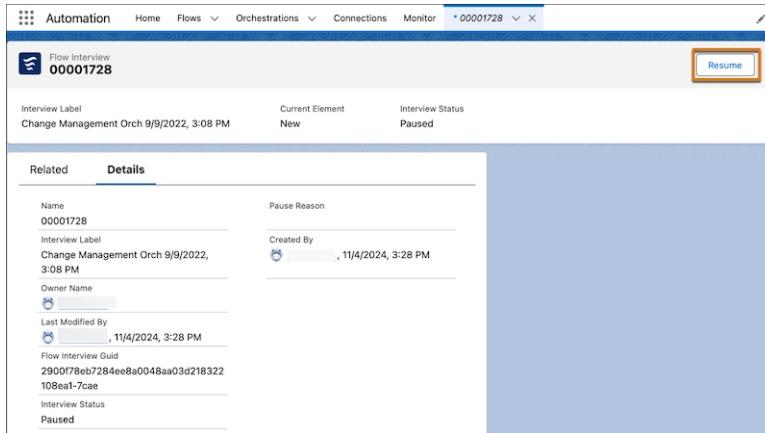 Automation
Home
Flows
Orchestrations
Connections
Monitor
* 00001728
Flow Interview
00001728
Resume
Interview Label
Current Element
Interview Status
Change Management Orch 9/9/2022, 3:08 PM
New
Paused
Related
Details
Name
00001728
Pause Reason
Interview Label
Change Management Orch 9/9/2022,
3:08 PM
Created By
, 11/4/2024, 3:28 PM
Owner Name
Last Modified By
, 11/4/2024, 3:28 PM
Flow Interview Guid
2900f78eb7284ee8a0048aa03d218322
108ea1-7cae
Interview Status
Paused